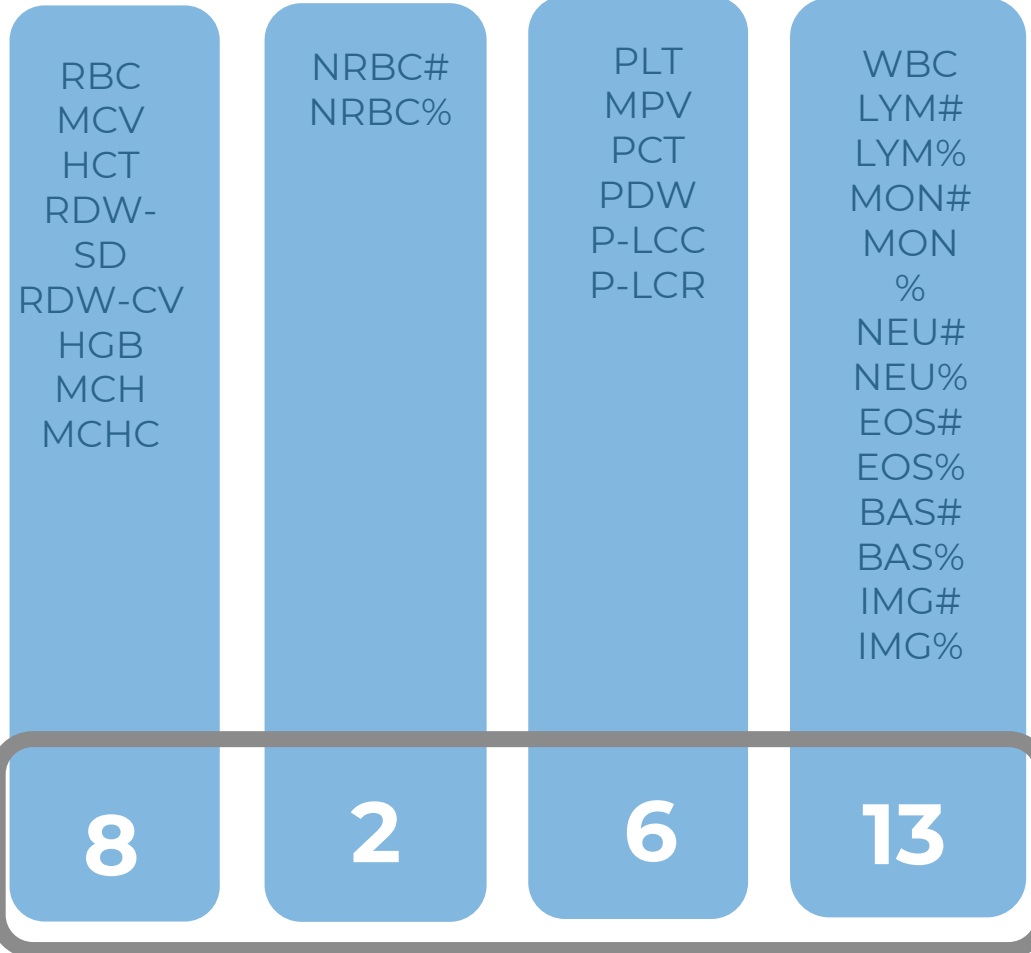 RBC
MCV
HCT
RDW-
SD
RDW-CV
HGB
MCH
MCHC
8
NRBC#
NRBC%
2
PLT
MPV
PCT
PDW
P-LCC
P-LCR
6
WBC
LYM#
LYM%
MON#
MON
%
NEU#
NEU%
EOS#
EOS%
BAS#
BAS%
IMG#
IMG%
13